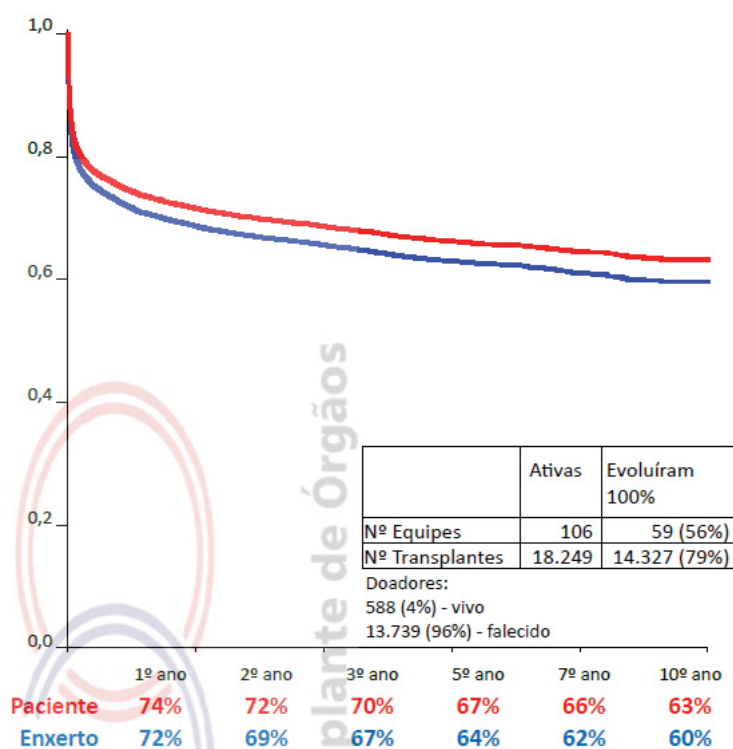 1,0
0,8
0,6
0,4
0,2
0,0
plante de Órgãos
Ativas Evoluíram
100%
Nº Equipes 106 59 (56%)
Nº Transplantes 18.249 14.327 (79%)
Doadores:
588 (4%) - vivo
13.739 (96%) - falecido
1º ano 2º ano 3º ano 5º ano 7º ano 10º ano
Paciente 74% 72% 70% 67% 66% 63%
Enxerto 72% 69% 67% 64% 62% 60%